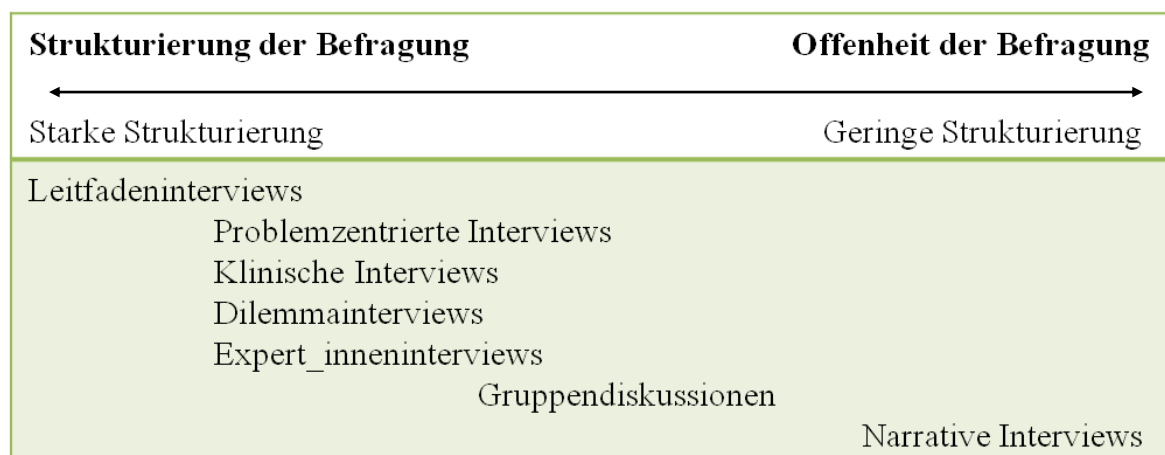 Strukturierung der Befragung Offenheit der Befragung
Starke Strukturierung Geringe Strukturierung
Leitfadeninterviews
Problemzentrierte Interviews
Klinische Interviews
Dilemmainterviews
Expert_inneninterviews
Gruppendiskussionen
Narrative Interviews